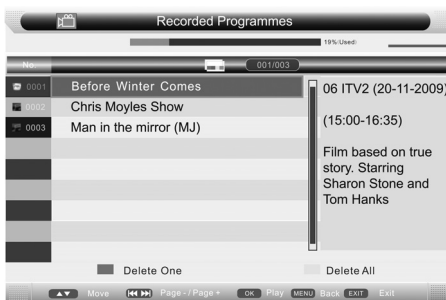 Recorded Programmes
19%(Used)
No. 001/003
0001 Before Winter Comes
0002 Chris Moyles Show
0003 Man in the mirror (MJ)
06 ITV2 (20-11-2009)
(15:00-16:35)
Film based on true
story. Starring
Sharon Stone and
Tom Hanks
Delete One Delete All
Move Page - / Page + OK Play MENU Back EXIT Exit